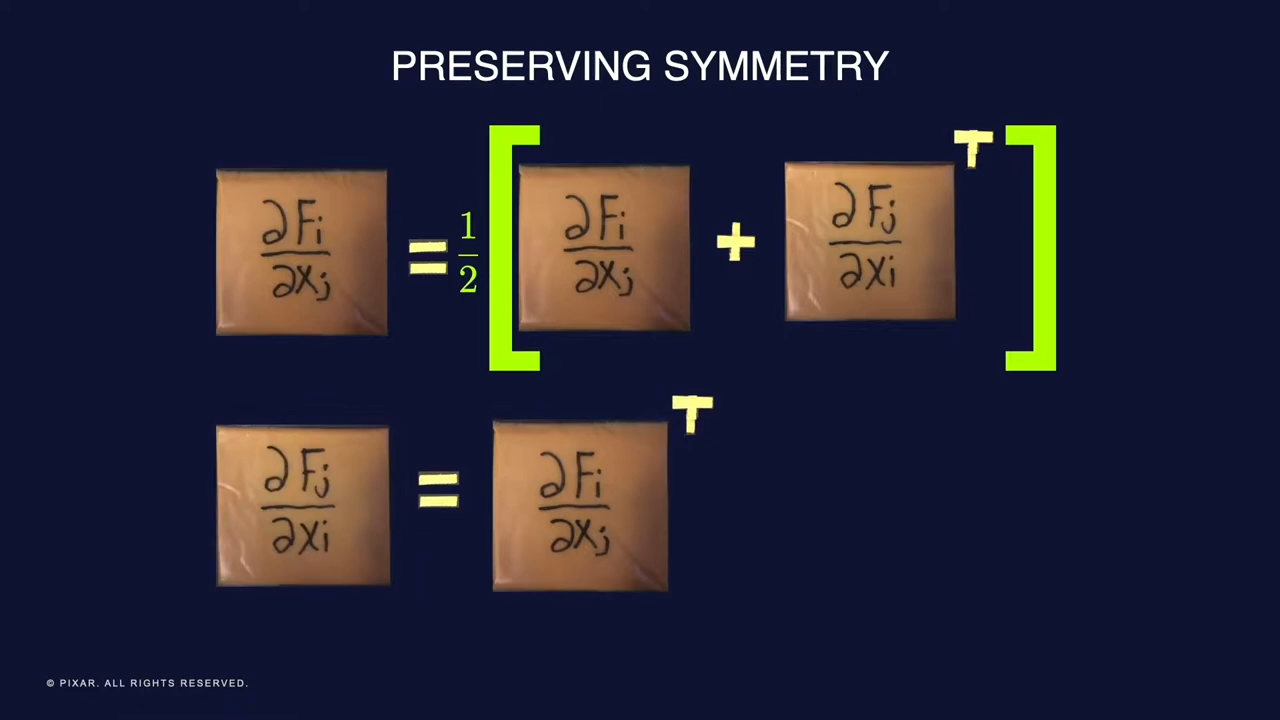 PRESERVING SYMMETRY
∂Fi/∂xj = 1/2 [ ∂Fi/∂xj + ∂Fj/∂xi T ]
∂Fj/∂xi = ∂Fi/∂xj T
© PIXAR. ALL RIGHTS RESERVED.